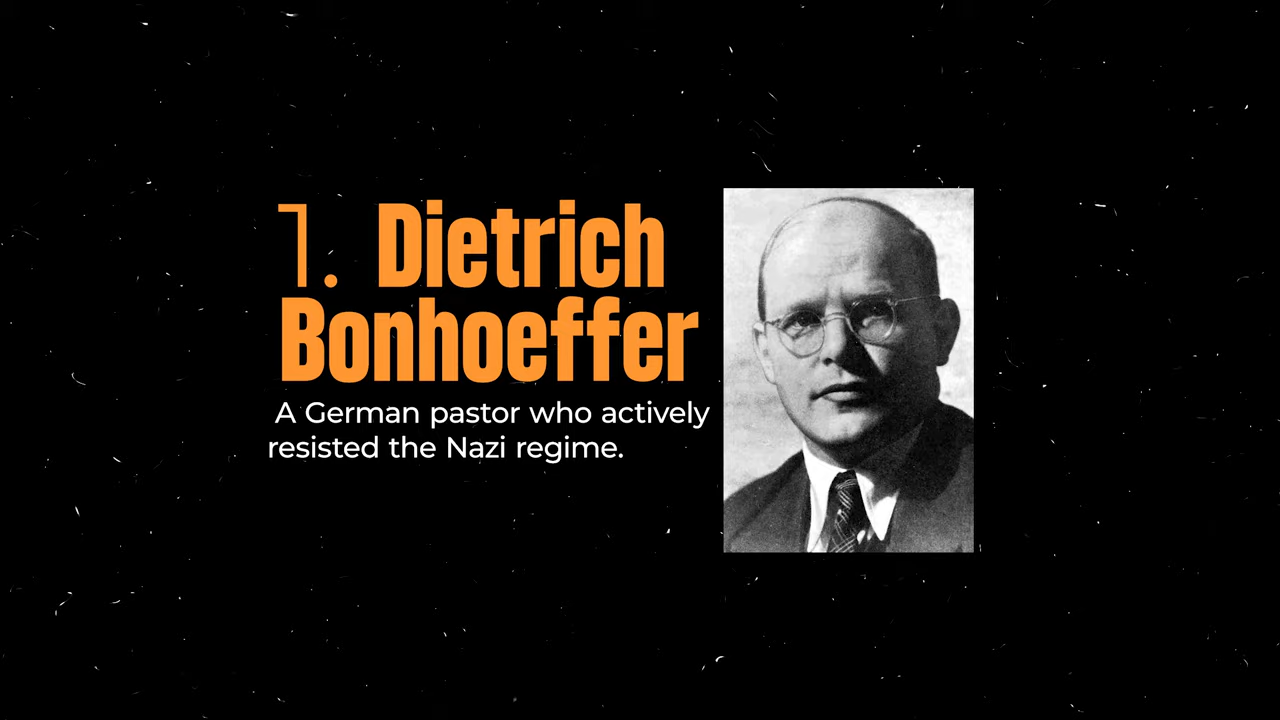 1. Dietrich
Bonhoeffer
A German pastor who actively
resisted the Nazi regime.